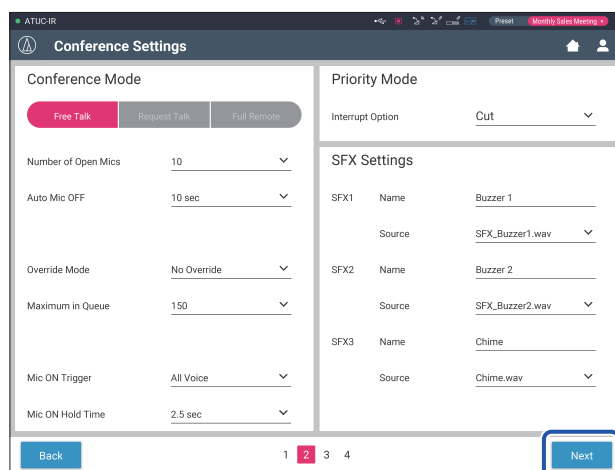 ATUC-IR
Preset Monthly Sales Meeting
Conference Settings
Conference Mode
Free Talk Request Talk Full Remote
Number of Open Mics 10
Auto Mic OFF 10 sec
Override Mode No Override
Maximum in Queue 150
Mic ON Trigger All Voice
Mic ON Hold Time 2.5 sec
Priority Mode
Interrupt Option Cut
SFX Settings
SFX1 Name Buzzer 1
Source SFX_Buzzer1.wav
SFX2 Name Buzzer 2
Source SFX_Buzzer2.wav
SFX3 Name Chime
Source Chime.wav
Back 1 2 3 4 Next